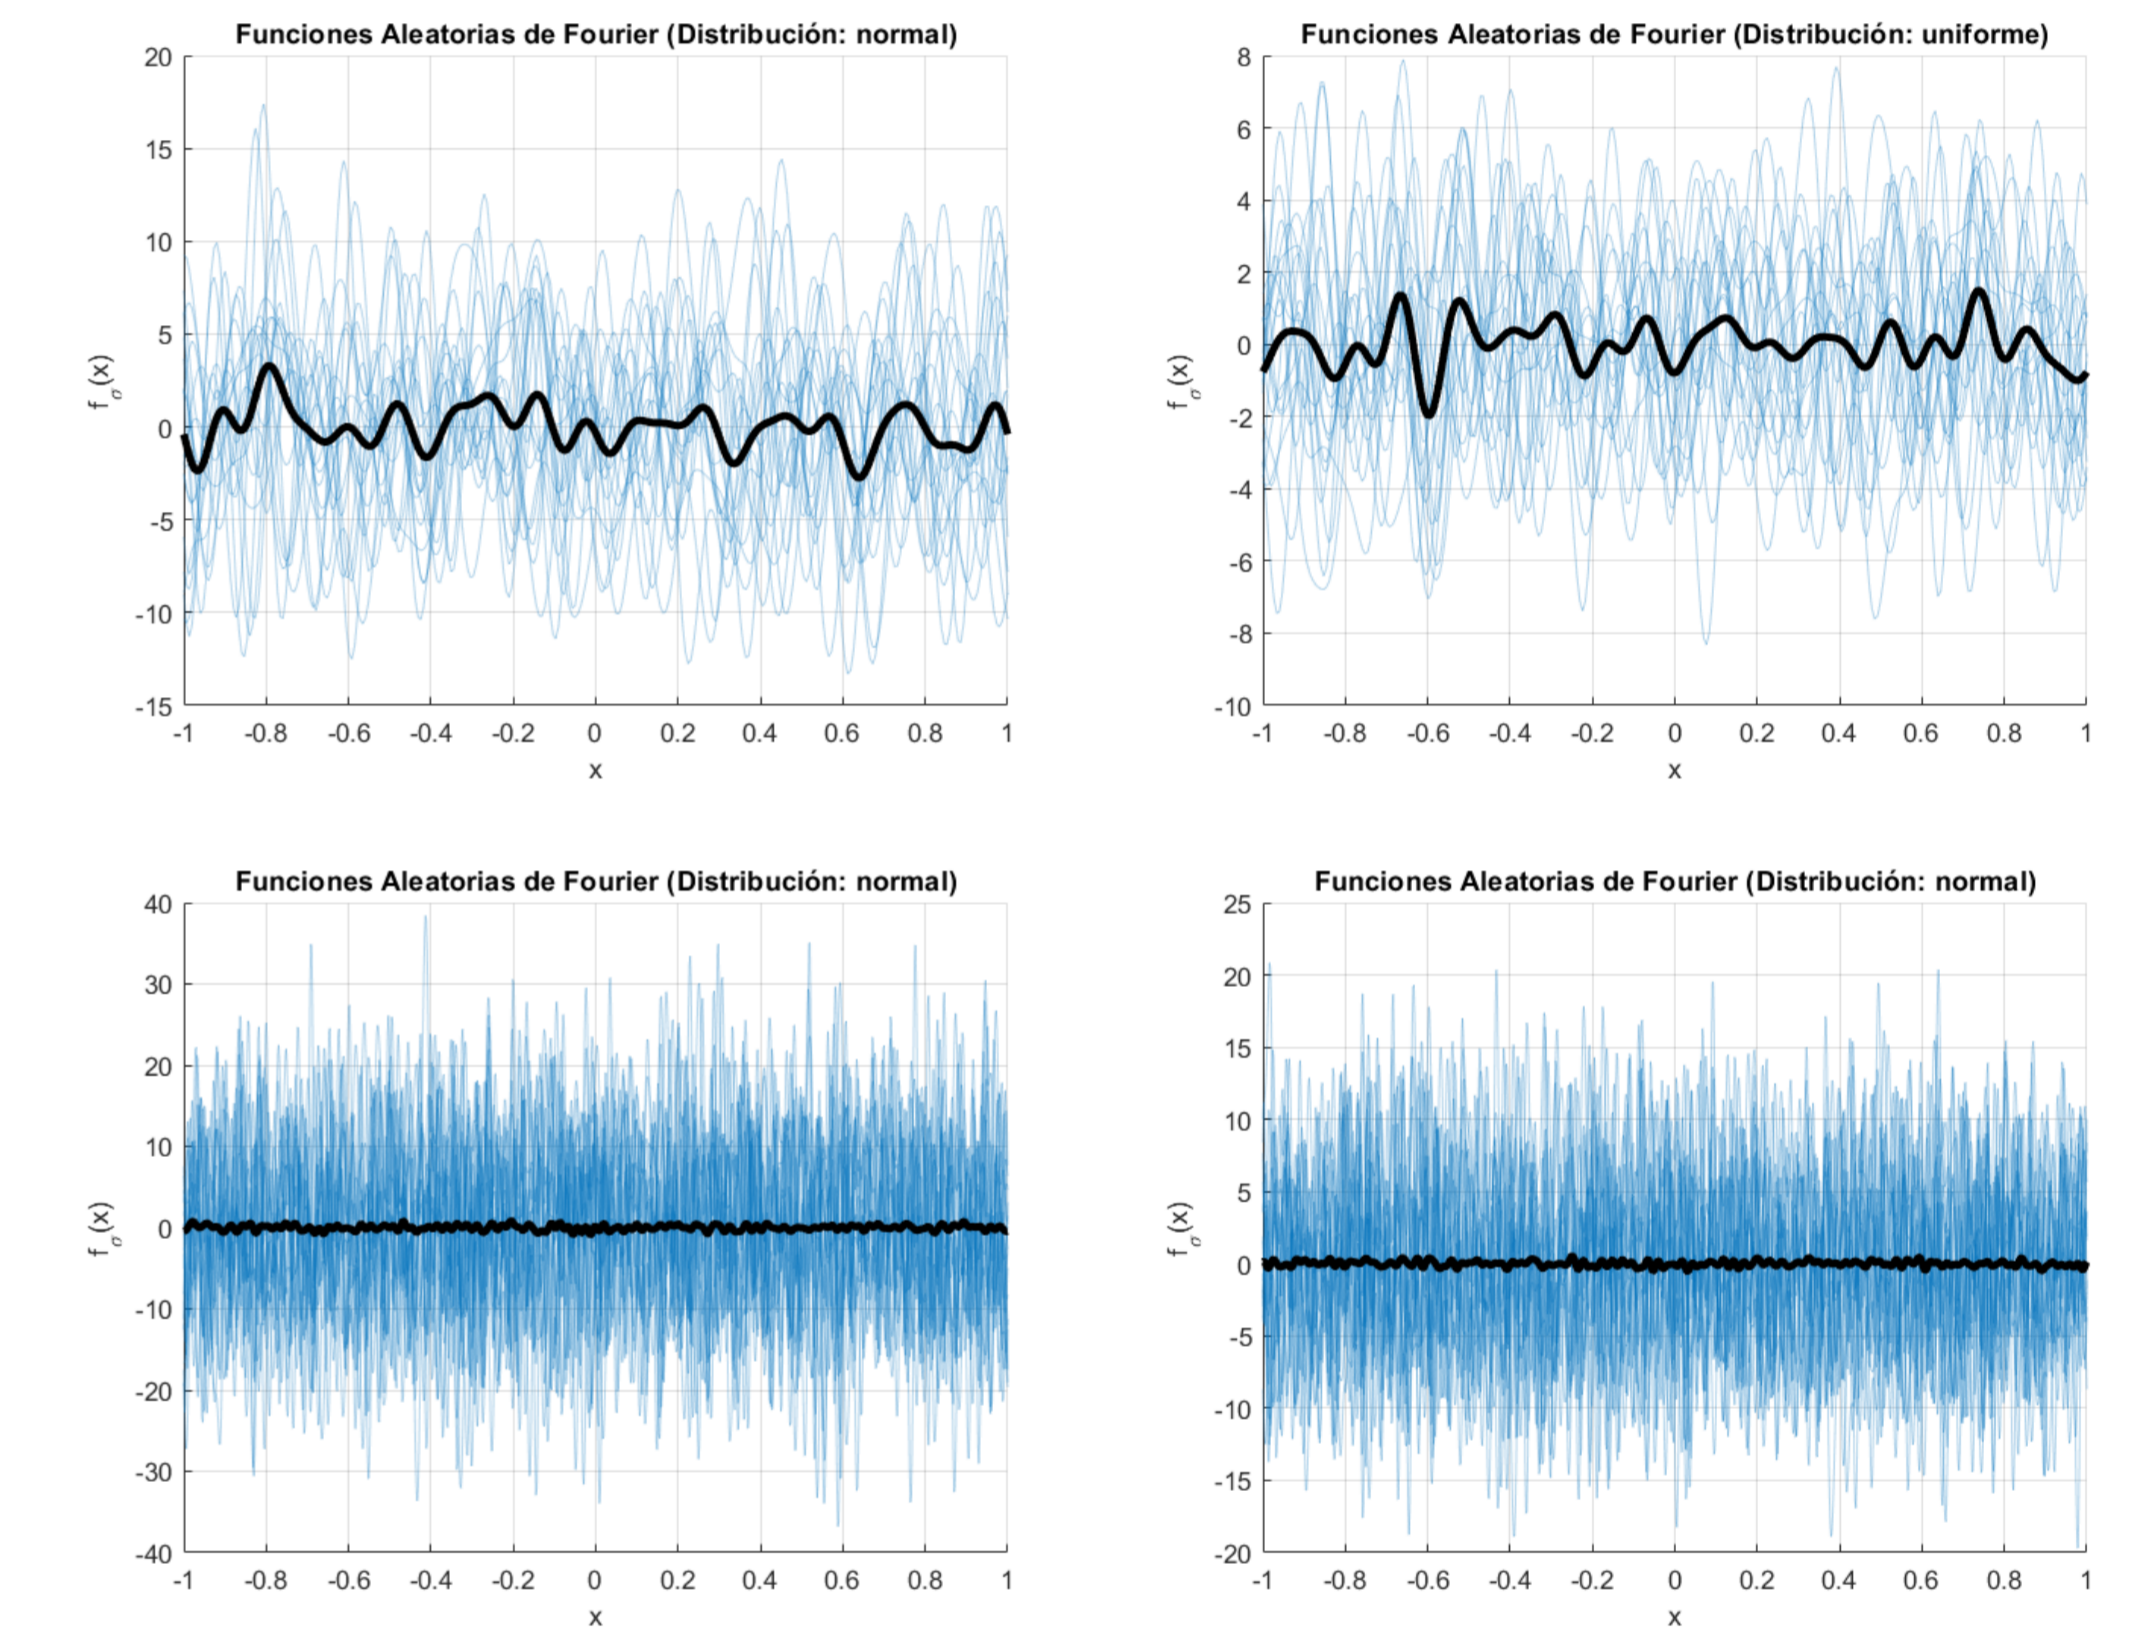 Funciones Aleatorias de Fourier (Distribución: normal)
20
15
10
5
0
-5
-10
-15
fσ(x)
-1 -0.8 -0.6 -0.4 -0.2 0 0.2 0.4 0.6 0.8 1
x
Funciones Aleatorias de Fourier (Distribución: uniforme)
8
6
4
2
0
-2
-4
-6
-8
-10
fσ(x)
-1 -0.8 -0.6 -0.4 -0.2 0 0.2 0.4 0.6 0.8 1
x
Funciones Aleatorias de Fourier (Distribución: normal)
40
30
20
10
0
-10
-20
-30
-40
fσ(x)
-1 -0.8 -0.6 -0.4 -0.2 0 0.2 0.4 0.6 0.8 1
x
Funciones Aleatorias de Fourier (Distribución: normal)
25
20
15
10
5
0
-5
-10
-15
-20
fσ(x)
-1 -0.8 -0.6 -0.4 -0.2 0 0.2 0.4 0.6 0.8 1
x